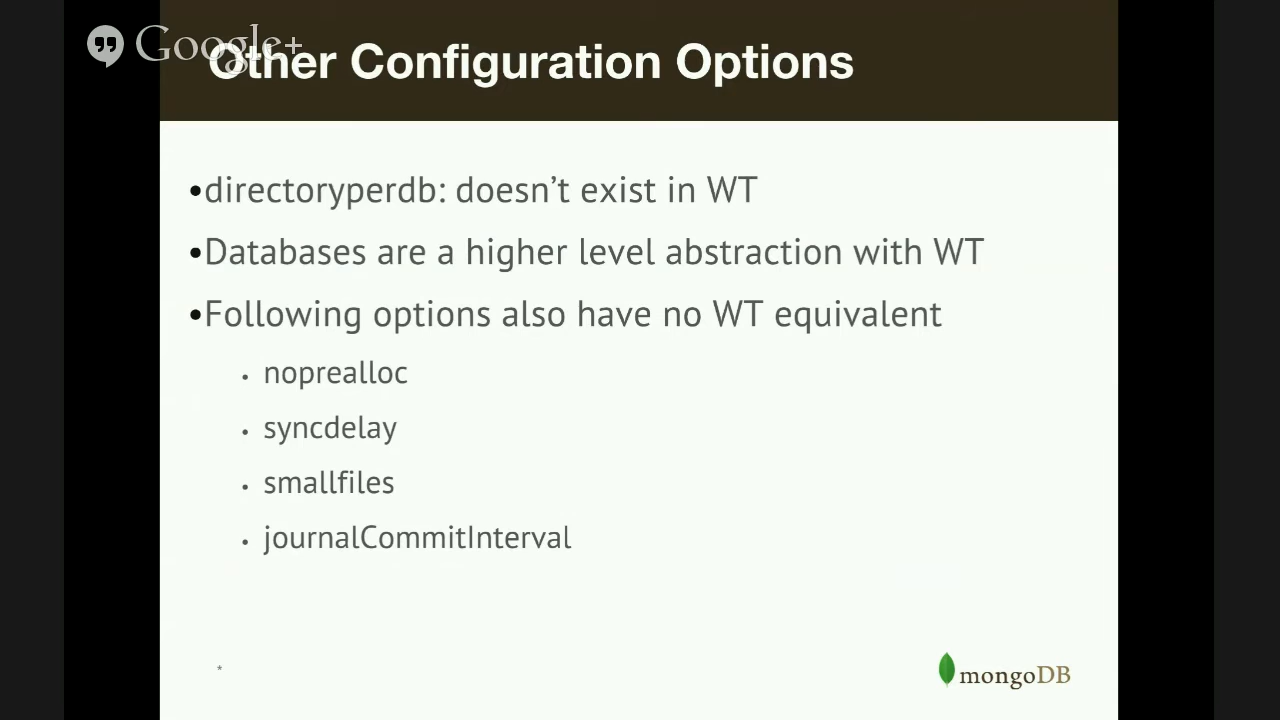 Google+
Other Configuration Options
•directoryperdb: doesn’t exist in WT
•Databases are a higher level abstraction with WT
•Following options also have no WT equivalent
• noprealloc
• syncdelay
• smallfiles
• journalCommitInterval
*
mongoDB